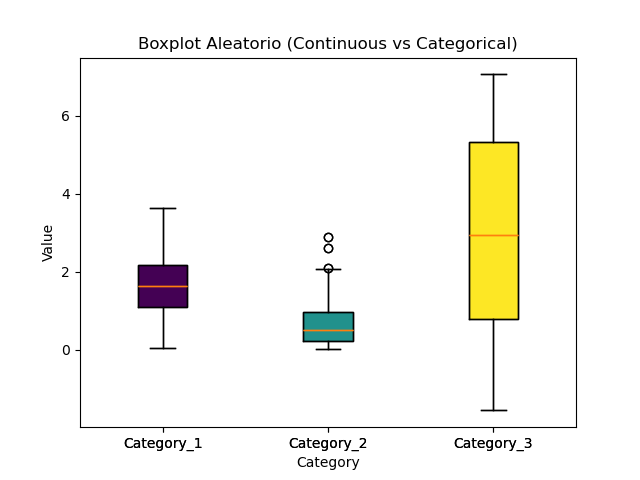 Boxplot Aleatorio (Continuous vs Categorical)
Value
6
4
2
0
Category_1 Category_2 Category_3
Category